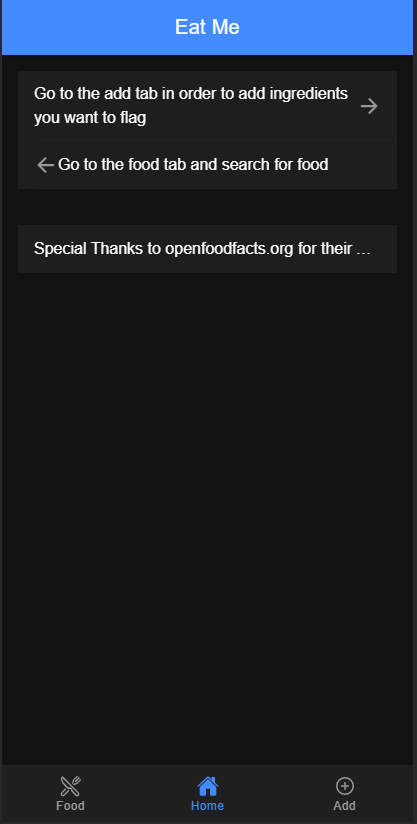 Eat Me
Go to the add tab in order to add ingredients
you want to flag
Go to the food tab and search for food
Special Thanks to openfoodfacts.org for their ...
Food
Home
Add